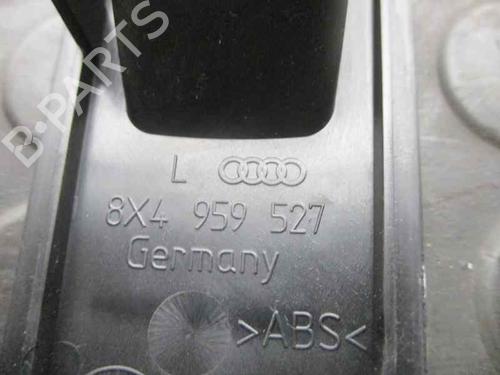 B-PARTS
L
8X4 959 527
Germany
>ABS<